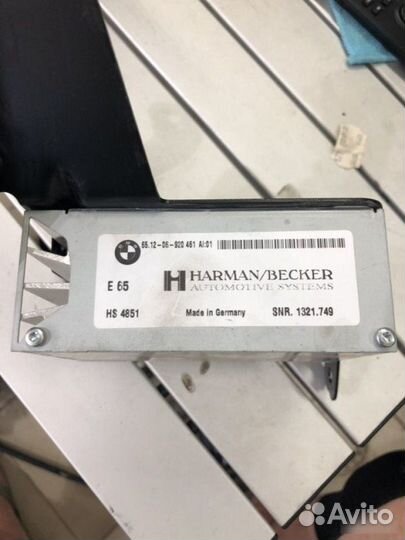 65.12-06-920 461 AI:01
HARMAN/BECKER
AUTOMOTIVE SYSTEMS
E 65
HS 4851
Made in Germany
SNR. 1321.749
Avito